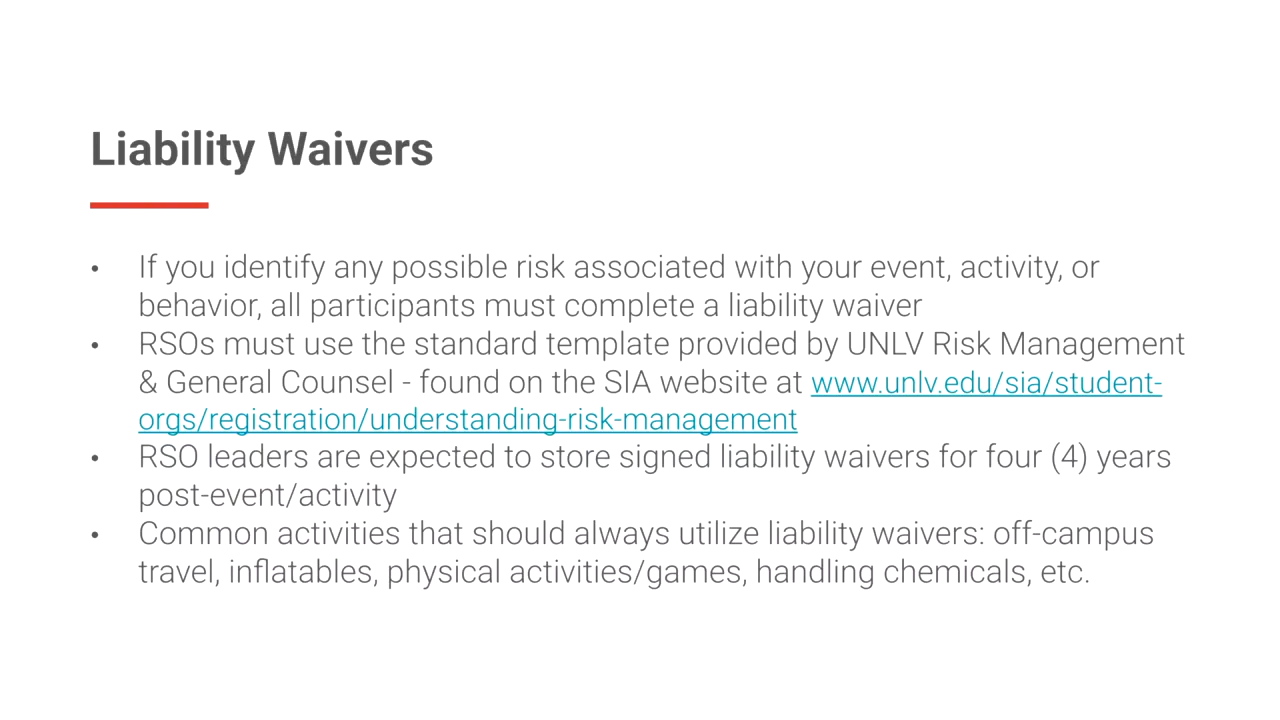 Liability Waivers
• If you identify any possible risk associated with your event, activity, or
behavior, all participants must complete a liability waiver
• RSOs must use the standard template provided by UNLV Risk Management
& General Counsel - found on the SIA website at www.unlv.edu/sia/student-
orgs/registration/understanding-risk-management
• RSO leaders are expected to store signed liability waivers for four (4) years
post-event/activity
• Common activities that should always utilize liability waivers: off-campus
travel, inflatables, physical activities/games, handling chemicals, etc.